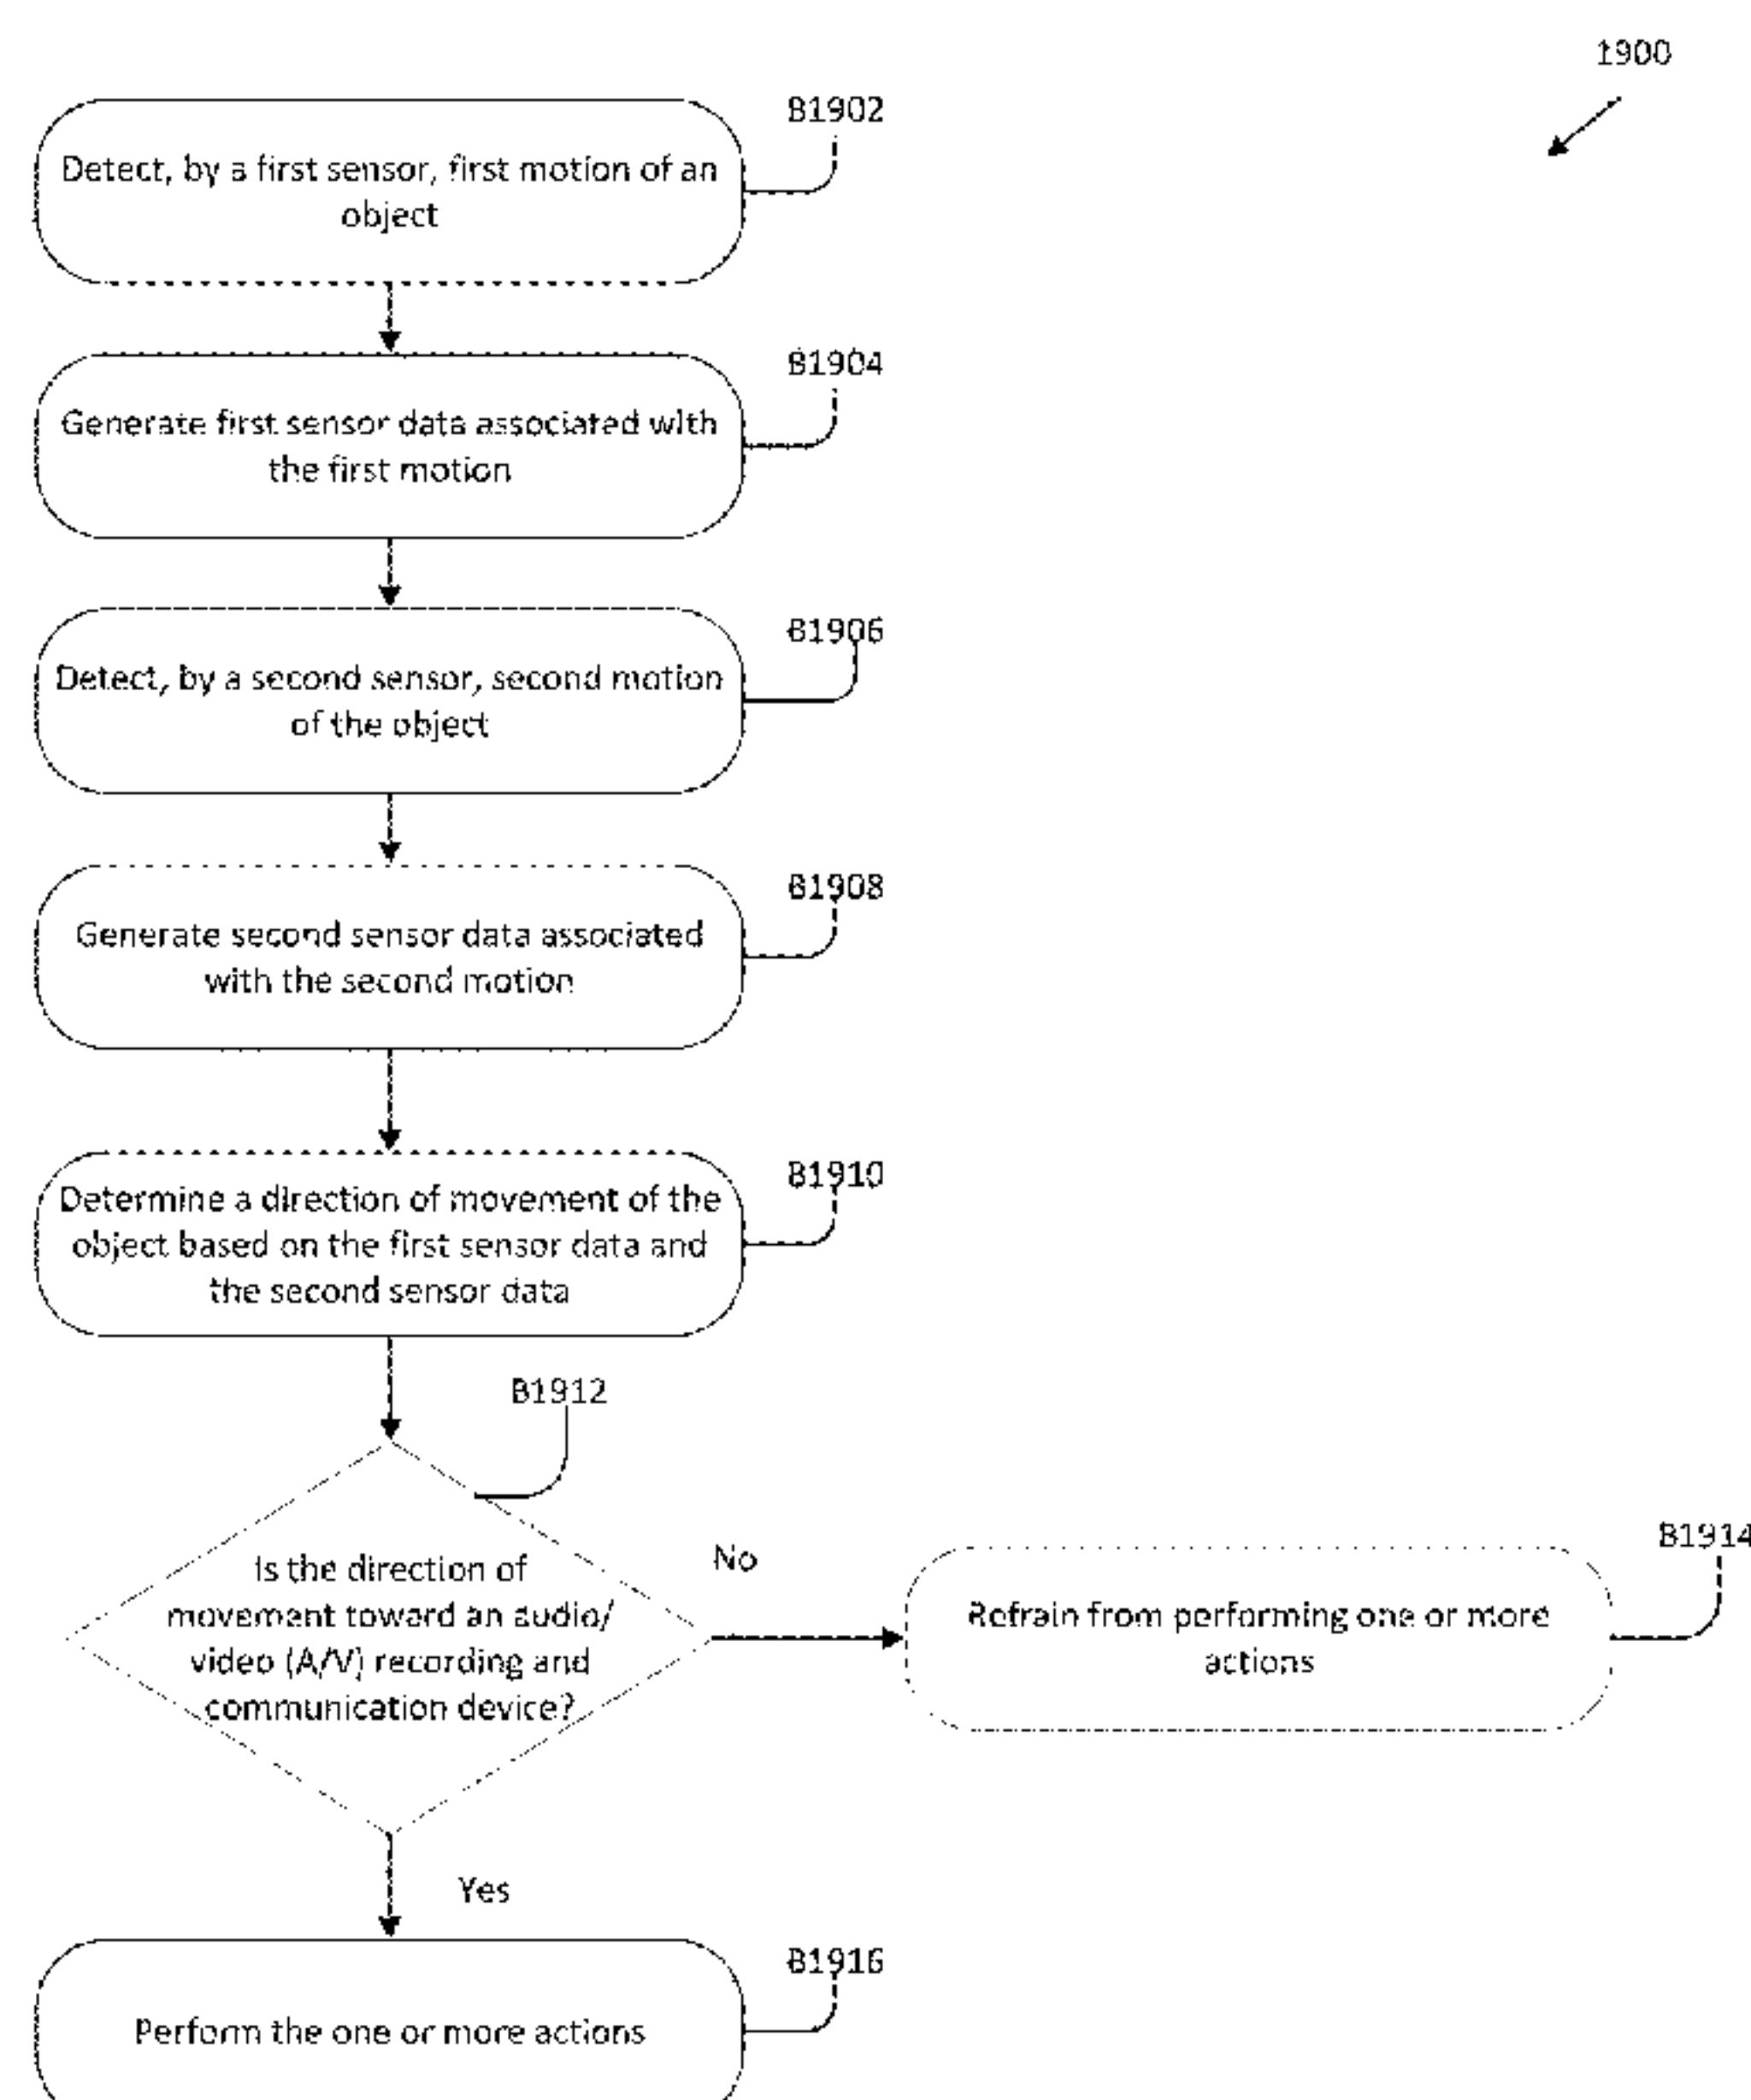 1900
B1902
Detect, by a first sensor, first motion of an
object
B1904
Generate first sensor data associated with
the first motion
B1906
Detect, by a second sensor, second motion
of the object
B1908
Generate second sensor data associated
with the second motion
B1910
Determine a direction of movement of the
object based on the first sensor data and
the second sensor data
B1912
Is the direction of
movement toward an audio/
video (A/V) recording and
communication device?
No
B1914
Refrain from performing one or more
actions
Yes
B1916
Perform the one or more actions